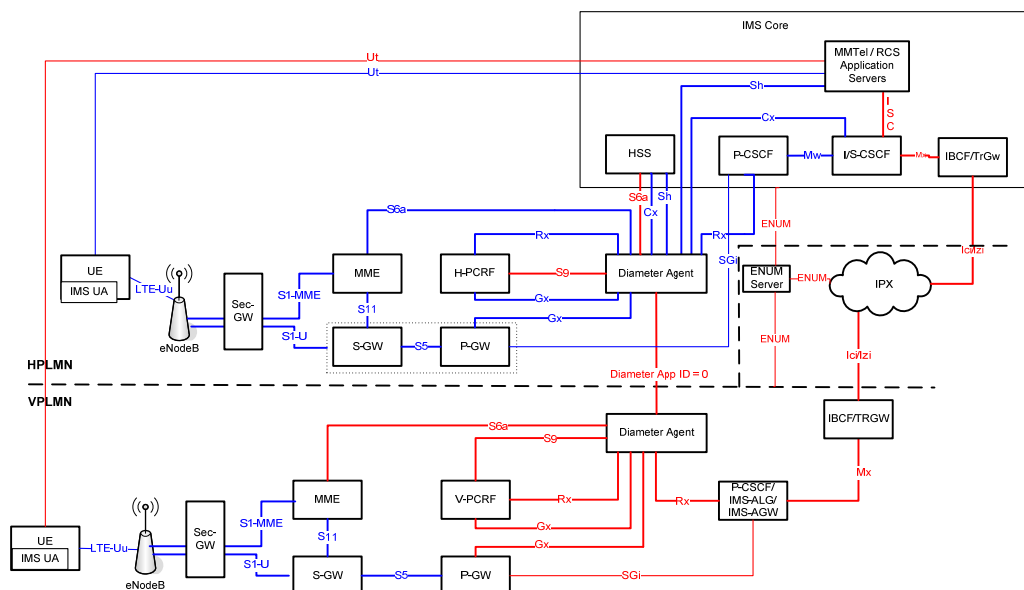 IMS Core
MMTel / RCS
Application
Servers
Ut
Ut
Sh
I
S
C
Cx
HSS
P-CSCF
Mw
I/S-CSCF
Mx
IBCF/TrGw
S6a
Cx
Sh
S6a
ENUM
Rx
Rx
SGi
Ici/Izi
UE
IMS UA
LTE-Uu
eNodeB
Sec-
GW
S1-MME
S1-U
MME
S11
H-PCRF
S9
Gx
Gx
Diameter Agent
ENUM
Server
ENUM
IPX
S-GW
S5
P-GW
ENUM
Ici/Izi
HPLMN
Diameter App ID = 0
VPLMN
Diameter Agent
IBCF/TRGW
S6a
S9
Mx
MME
V-PCRF
Rx
Rx
P-CSCF/
IMS-ALG/
IMS-AGW
Gx
Gx
S11
UE
IMS UA
LTE-Uu
eNodeB
Sec-
GW
S1-MME
S1-U
S-GW
S5
P-GW
SGi